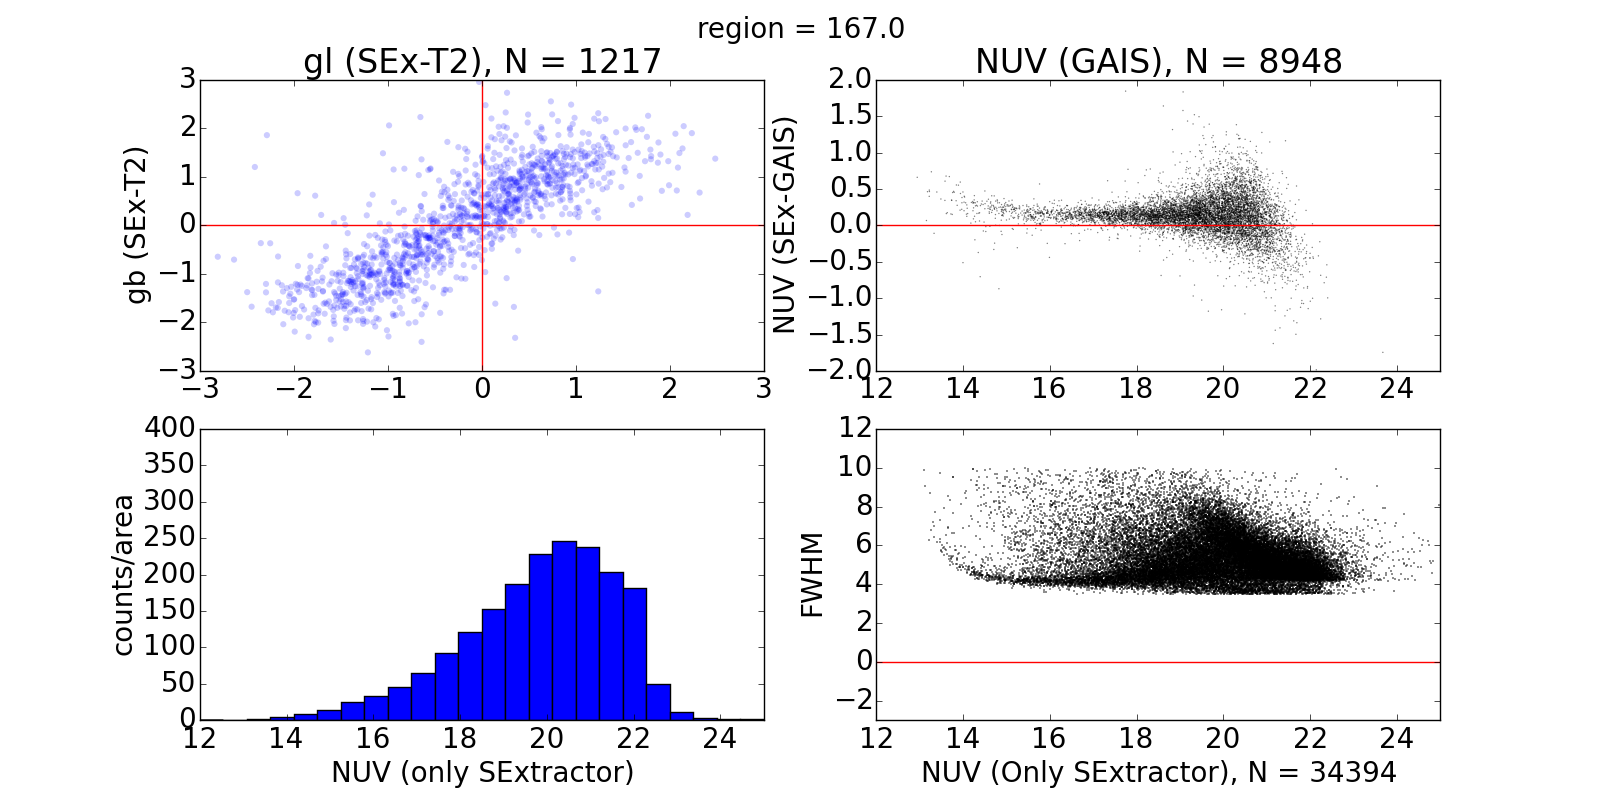 region = 167.0
gl (SEx-T2), N = 1217
NUV (GAIS), N = 8948
3
2
1
0
−1
−2
−3
gb (SEx-T2)
−3 −2 −1 0 1 2 3
2.0
1.5
1.0
0.5
0.0
−0.5
−1.0
−1.5
−2.0
NUV (SEx-GAIS)
12 14 16 18 20 22 24
400
350
300
250
200
150
100
50
0
counts/area
12 14 16 18 20 22 24
NUV (only SExtractor)
12
10
8
6
4
2
0
−2
FWHM
12 14 16 18 20 22 24
NUV (Only SExtractor), N = 34394